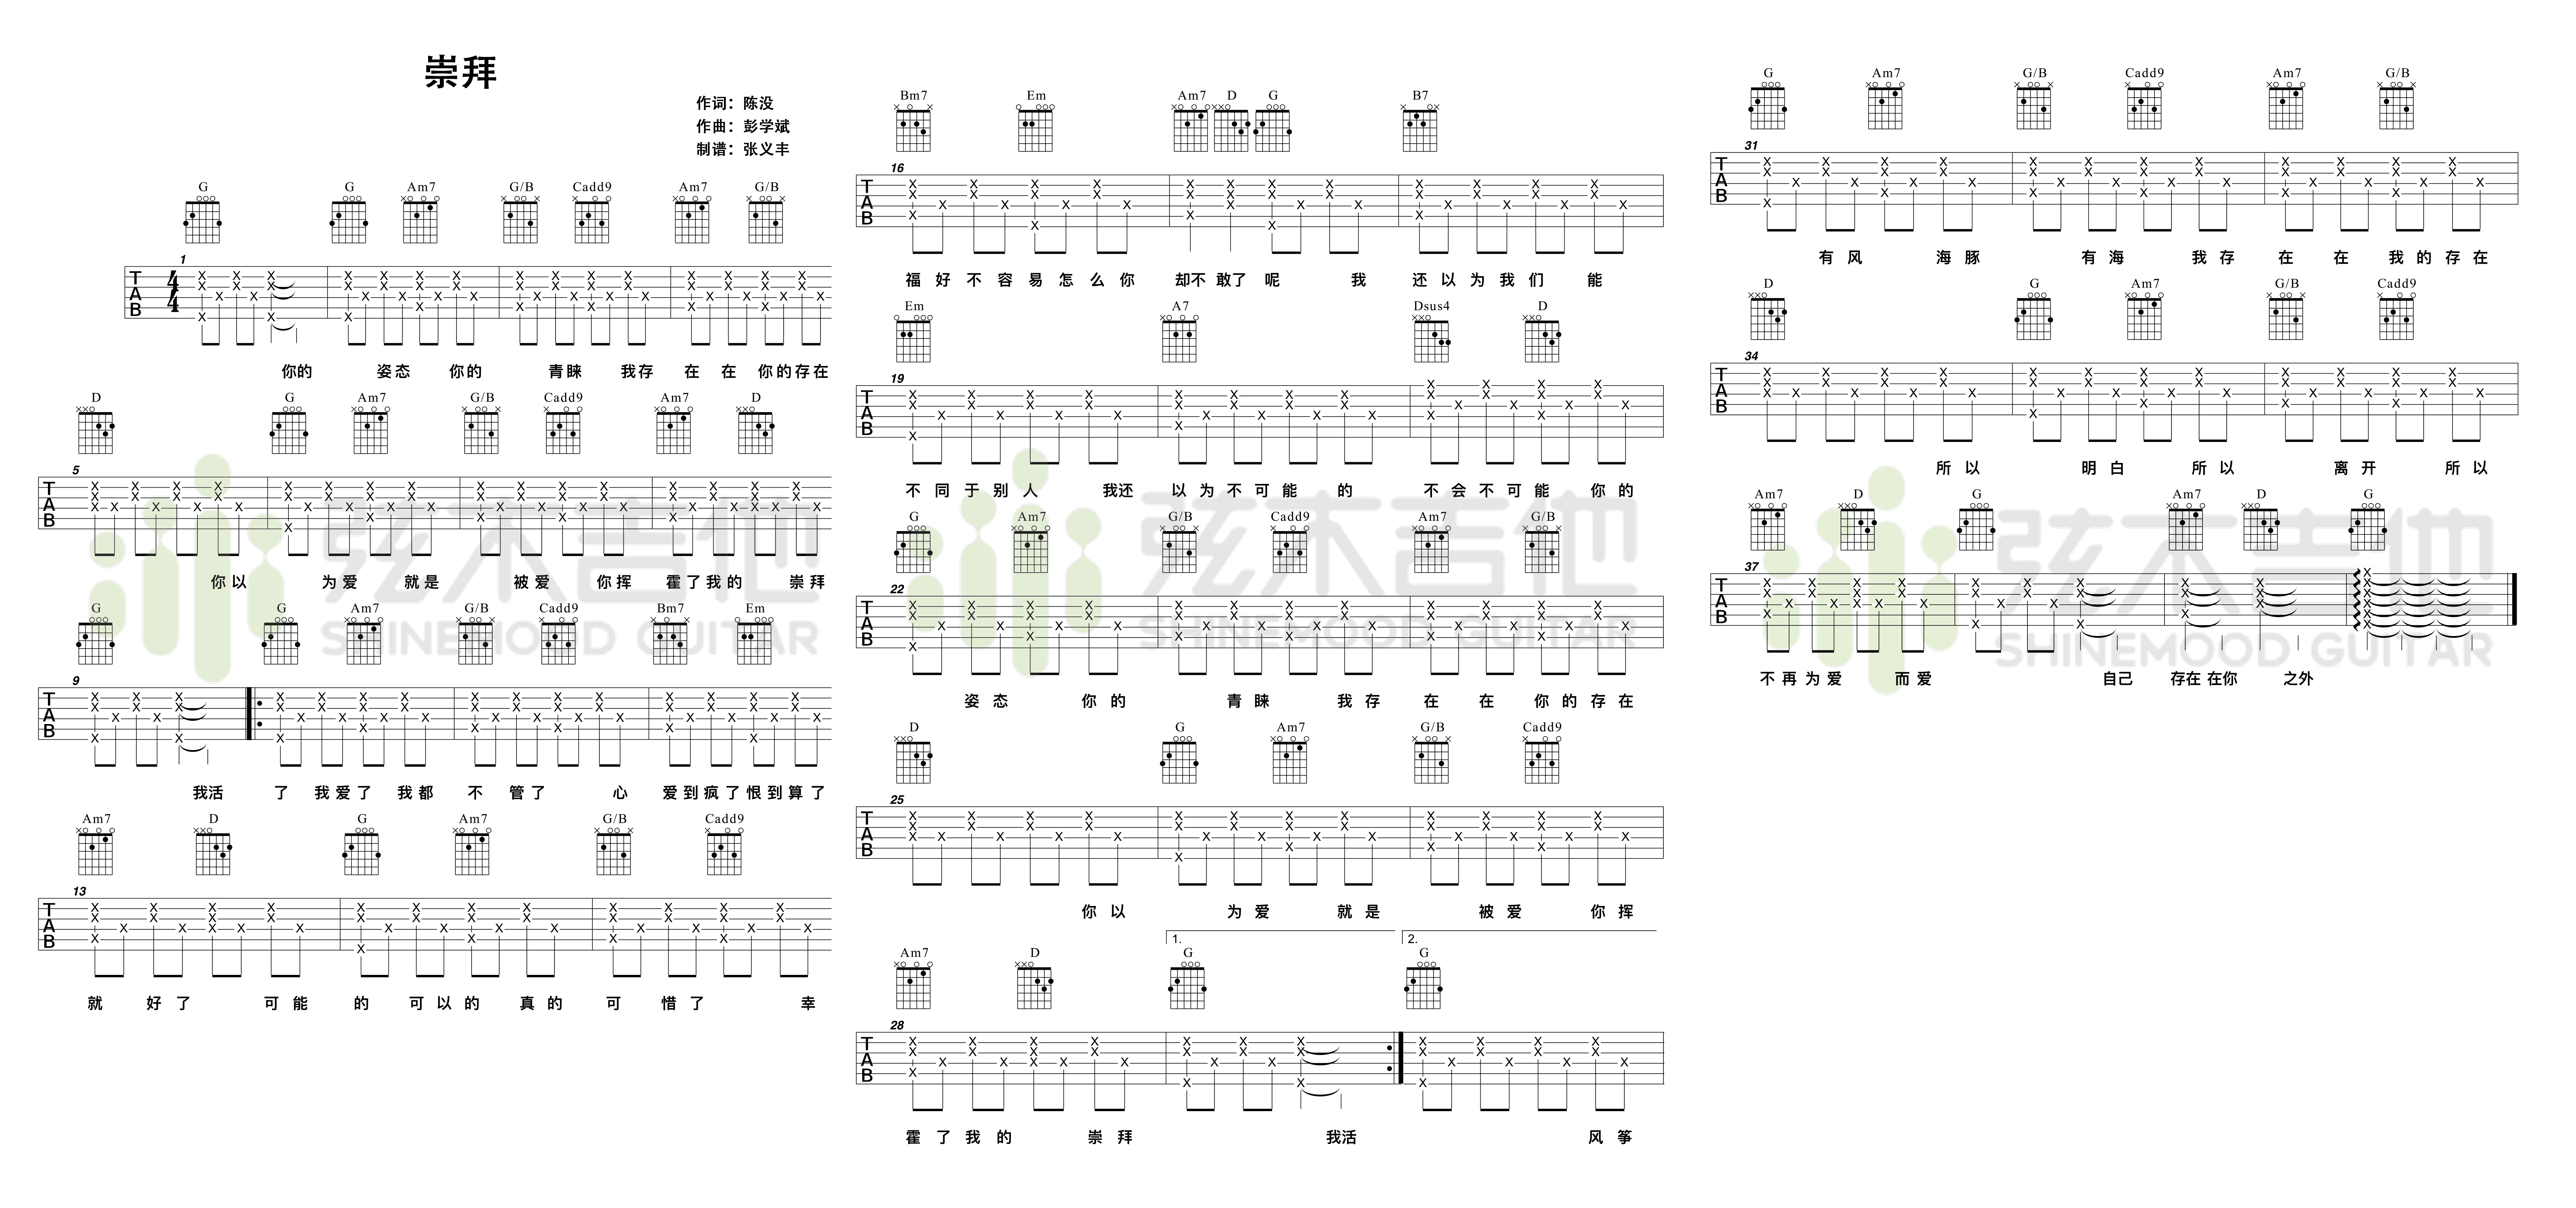 崇拜
作词：陈没
作曲：彭学斌
制谱：张义丰
G G Am7 G/B Cadd9 Am7 G/B
1
T A B 4 4
你的 姿态 你的 青睐 我存 在 在 你的存在
D G Am7 G/B Cadd9 Am7 D
5
T A B
你以 为爱 就是 被爱 你挥 霍了我的 崇拜
G G Am7 G/B Cadd9 Bm7 Em
9
T A B
我活 了 我爱了 我都 不 管了 心 爱到疯了恨到算了
Am7 D G Am7 G/B Cadd9
13
T A B
就 好了 可能 的 可以的 真的 可 惜了 幸
Bm7 Em Am7 D G B7
16
T A B
福好不容易怎么你 却不敢了呢 我 还以为我们 能
Em A7 Dsus4 D
19
T A B
不同于别人 我还 以为不可能 的 不会不可能 你的
G Am7 G/B Cadd9 Am7 G/B
22
T A B
姿态 你的 青睐 我存 在 在 你的存在
D G Am7 G/B Cadd9
25
T A B
你以 为爱 就是 被爱 你挥
Am7 D 1. G 2. G
28
T A B
霍了我的 崇拜 我活 风筝
G Am7 G/B Cadd9 Am7 G/B
31
T A B
有风 海豚 有海 我存 在 在 我的存在
D G Am7 G/B Cadd9
34
T A B
所以 明白 所以 离开 所以
Am7 D G Am7 D G
37
T A B
不再为爱 而爱 自己 存在在你 之外
弦木吉他
SHINEMOOD GUITAR
弦木吉他
SHINEMOOD GUITAR
弦木吉他
SHINEMOOD GUITAR